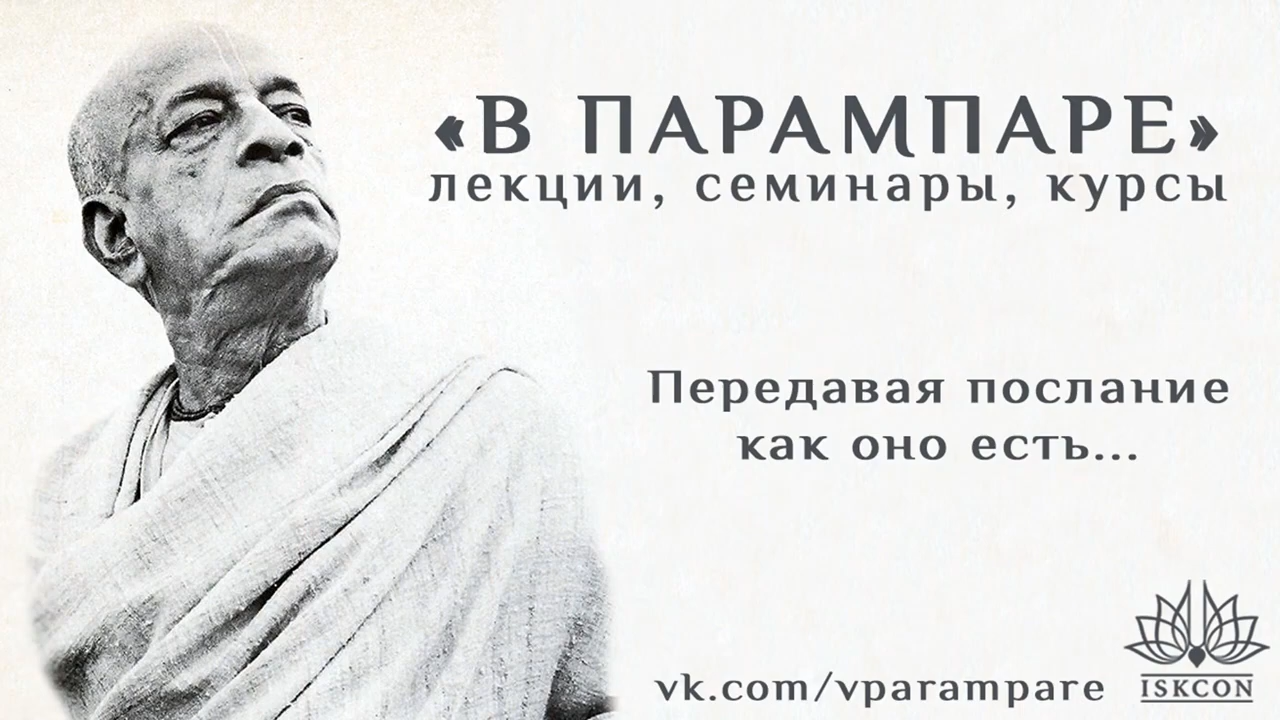 «В ПАРАМПАРЕ»
лекции, семинары, курсы
Передавая послание
как оно есть...
vk.com/vparampare
ISKCON